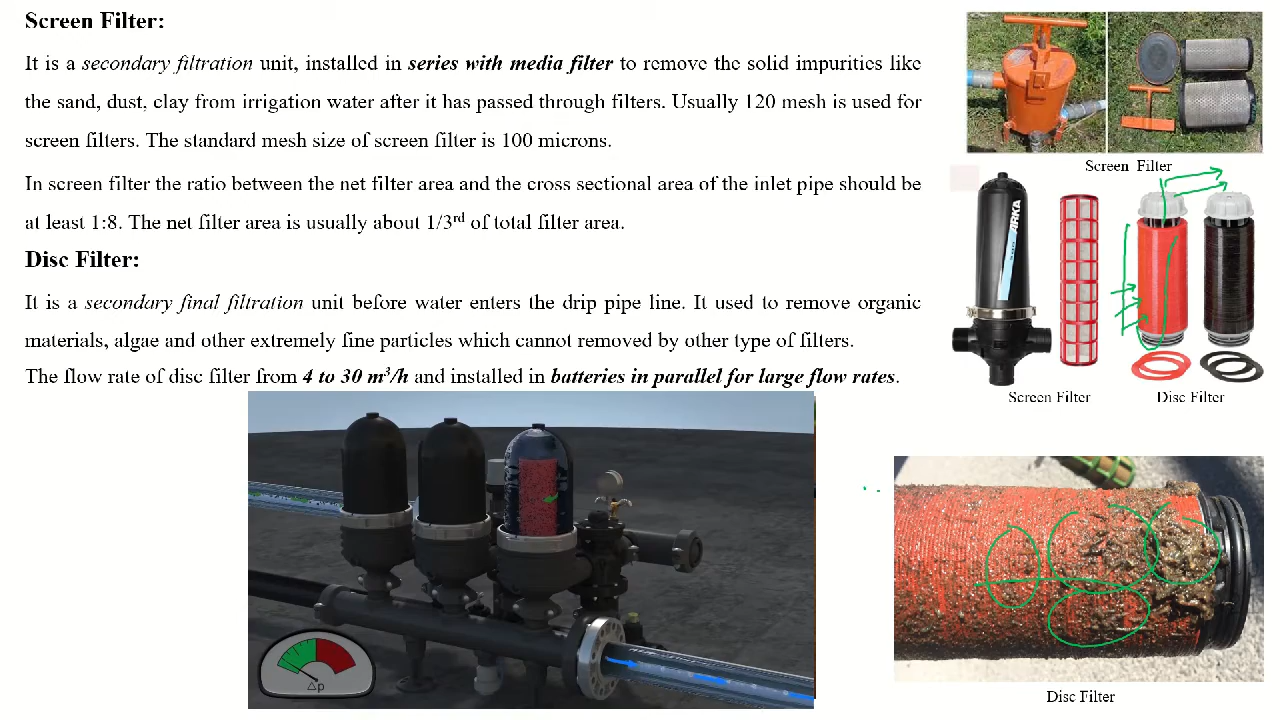 Screen Filter:
It is a secondary filtration unit, installed in series with media filter to remove the solid impurities like
the sand, dust, clay from irrigation water after it has passed through filters. Usually 120 mesh is used for
screen filters. The standard mesh size of screen filter is 100 microns.
In screen filter the ratio between the net filter area and the cross sectional area of the inlet pipe should be
at least 1:8. The net filter area is usually about 1/3rd of total filter area.
Disc Filter:
It is a secondary final filtration unit before water enters the drip pipe line. It used to remove organic
materials, algae and other extremely fine particles which cannot removed by other type of filters.
The flow rate of disc filter from 4 to 30 m³/h and installed in batteries in parallel for large flow rates.
Screen Filter
IRKA
Screen Filter
Disc Filter
Δp
Disc Filter